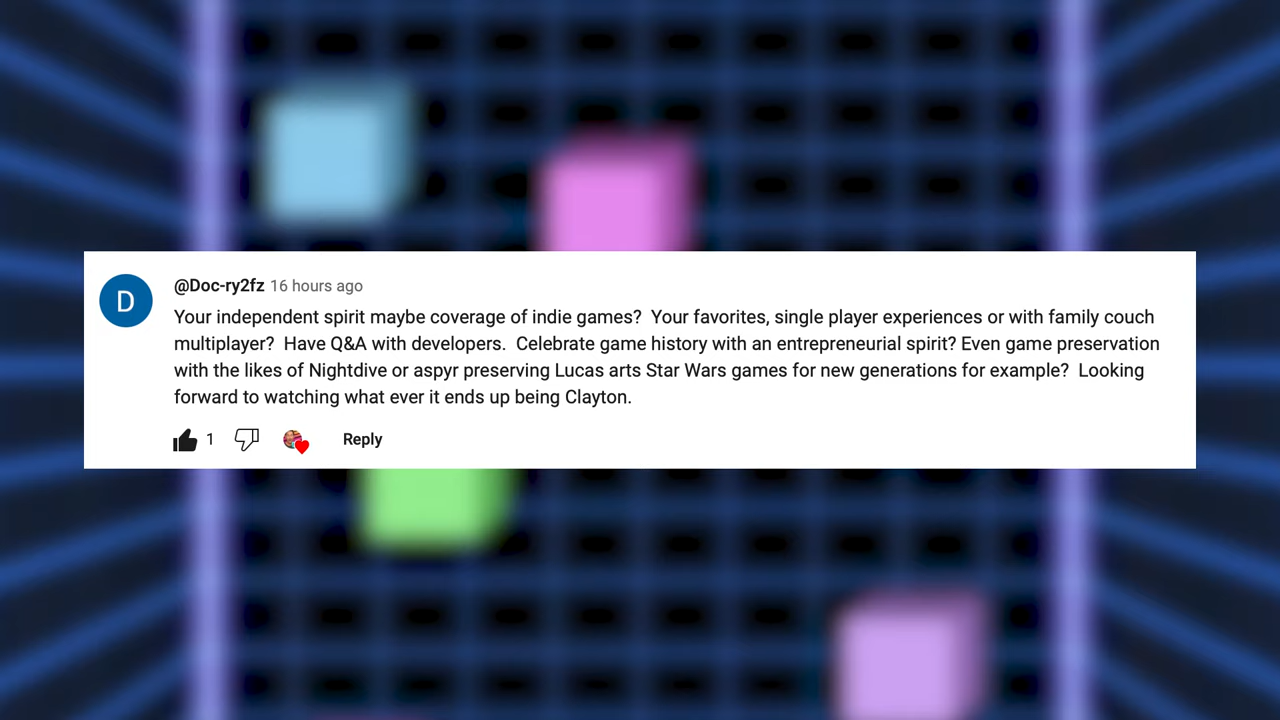 D
@Doc-ry2fz 16 hours ago
Your independent spirit maybe coverage of indie games?  Your favorites, single player experiences or with family couch
multiplayer?  Have Q&A with developers.  Celebrate game history with an entrepreneurial spirit? Even game preservation
with the likes of Nightdive or aspyr preserving Lucas arts Star Wars games for new generations for example?  Looking
forward to watching what ever it ends up being Clayton.
1 Reply